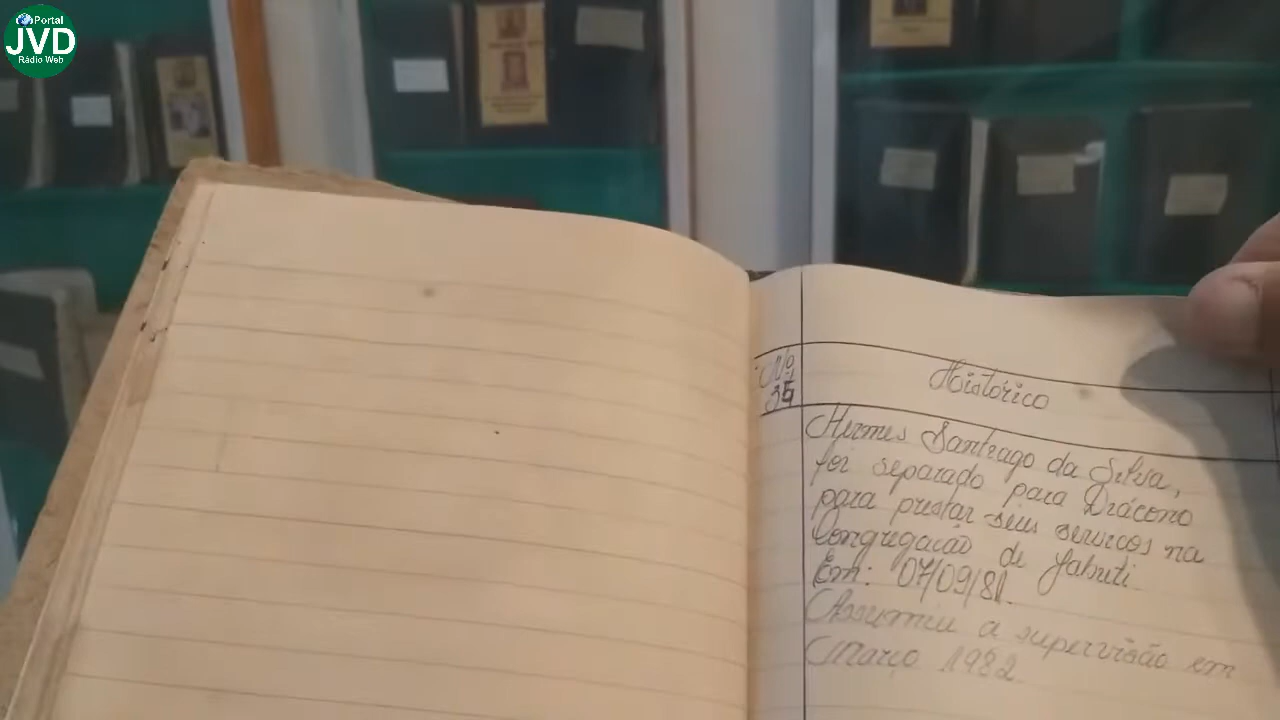 Portal
JVD
Rádio Web
Nº
35
Histórico
Hermes Santiago da Silva,
foi separado para Diácono
para prestar seus serviços na
Congregação de Jabuti
Em: 07/09/81.
Assumiu a supervisão em
Março 1982